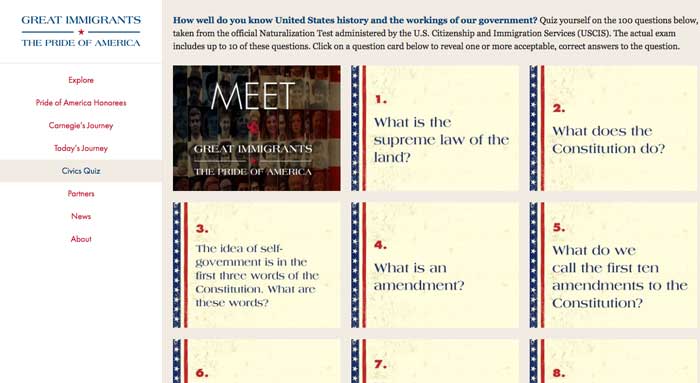 GREAT IMMIGRANTS
THE PRIDE OF AMERICA
Explore
Pride of America Honorees
Carnegie's Journey
Today's Journey
Civics Quiz
Partners
News
About
How well do you know United States history and the workings of our government? Quiz yourself on the 100 questions below,
taken from the official Naturalization Test administered by the U.S. Citizenship and Immigration Services (USCIS). The actual exam
includes up to 10 of these questions. Click on a question card below to reveal one or more acceptable, correct answers to the question.
MEET
GREAT IMMIGRANTS
THE PRIDE OF AMERICA
1.
What is the
supreme law of the
land?
2.
What does the
Constitution do?
3.
The idea of self-
government is in the
first three words of the
Constitution. What are
these words?
4.
What is an
amendment?
5.
What do we
call the first ten
amendments to the
Constitution?
6.
7.
8.